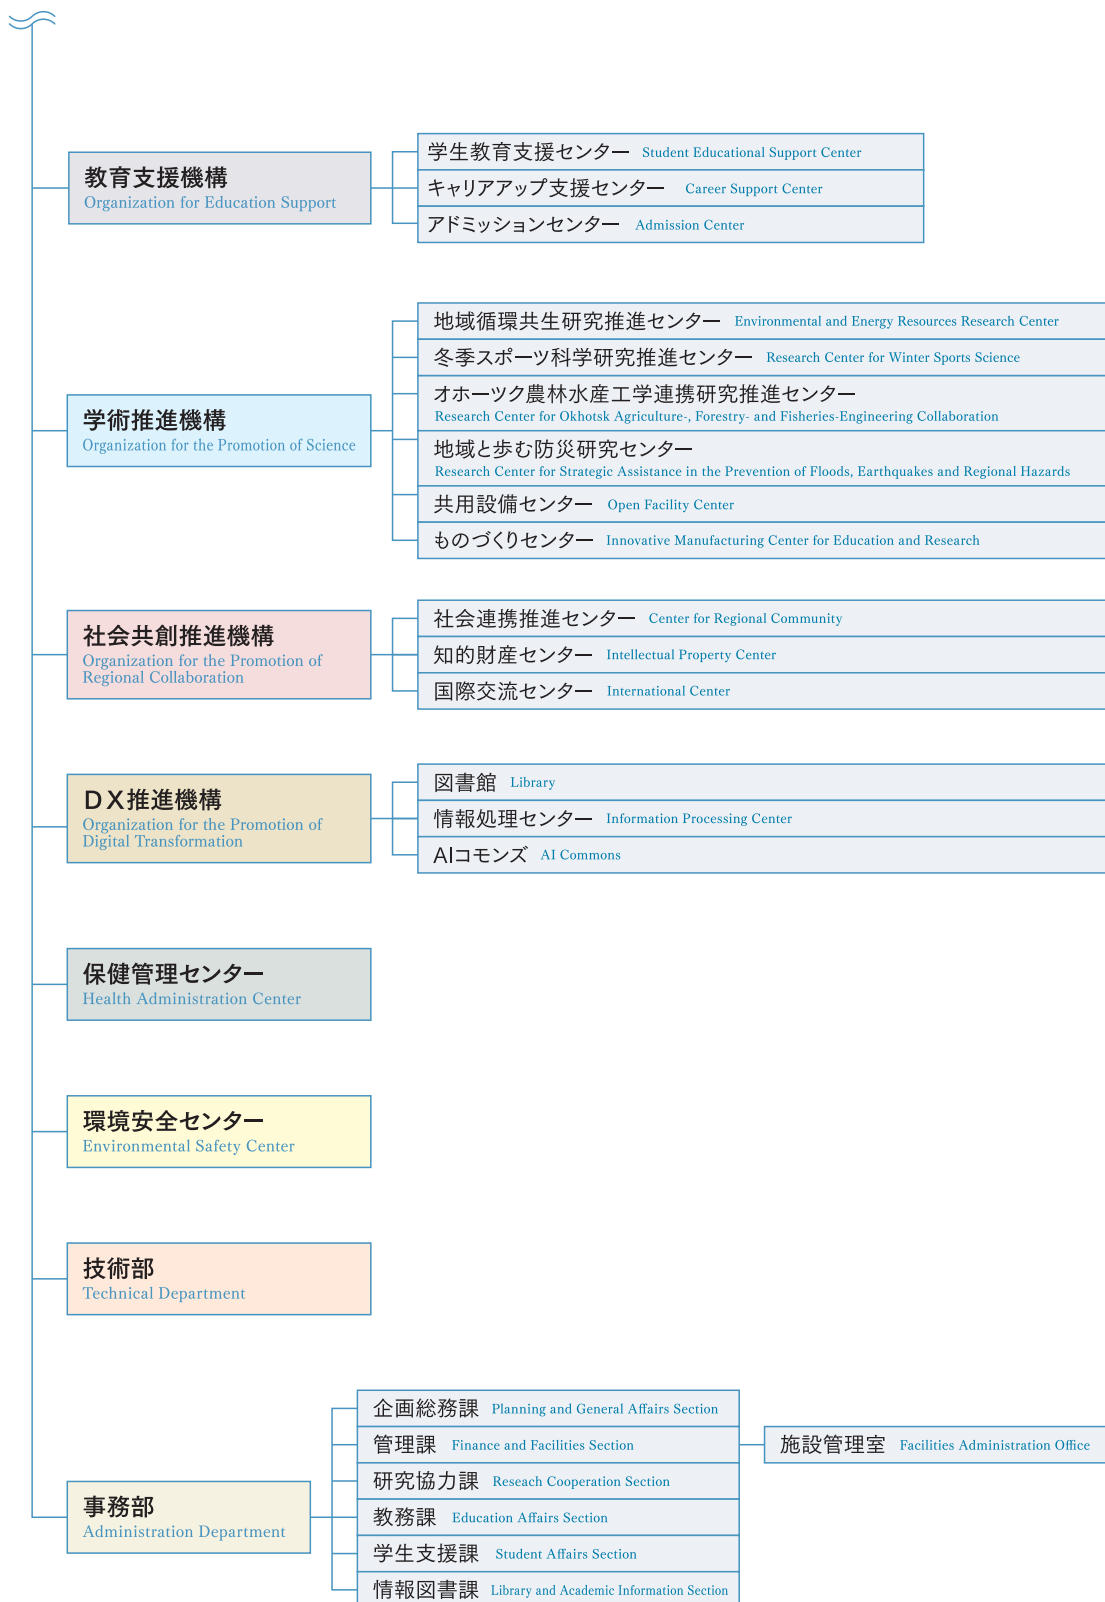 教育支援機構
Organization for Education Support
学生教育支援センター Student Educational Support Center
キャリアアップ支援センター Career Support Center
アドミッションセンター Admission Center
学術推進機構
Organization for the Promotion of Science
地域循環共生研究推進センター Environmental and Energy Resources Research Center
冬季スポーツ科学研究推進センター Research Center for Winter Sports Science
オホーツク農林水産工学連携研究推進センター
Research Center for Okhotsk Agriculture-, Forestry- and Fisheries-Engineering Collaboration
地域と歩む防災研究センター
Research Center for Strategic Assistance in the Prevention of Floods, Earthquakes and Regional Hazards
共用設備センター Open Facility Center
ものづくりセンター Innovative Manufacturing Center for Education and Research
社会共創推進機構
Organization for the Promotion of
Regional Collaboration
社会連携推進センター Center for Regional Community
知的財産センター Intellectual Property Center
国際交流センター International Center
DX推進機構
Organization for the Promotion of
Digital Transformation
図書館 Library
情報処理センター Information Processing Center
AIコモンズ AI Commons
保健管理センター
Health Administration Center
環境安全センター
Environmental Safety Center
技術部
Technical Department
事務部
Administration Department
企画総務課 Planning and General Affairs Section
管理課 Finance and Facilities Section
施設管理室 Facilities Administration Office
研究協力課 Reseach Cooperation Section
教務課 Education Affairs Section
学生支援課 Student Affairs Section
情報図書課 Library and Academic Information Section